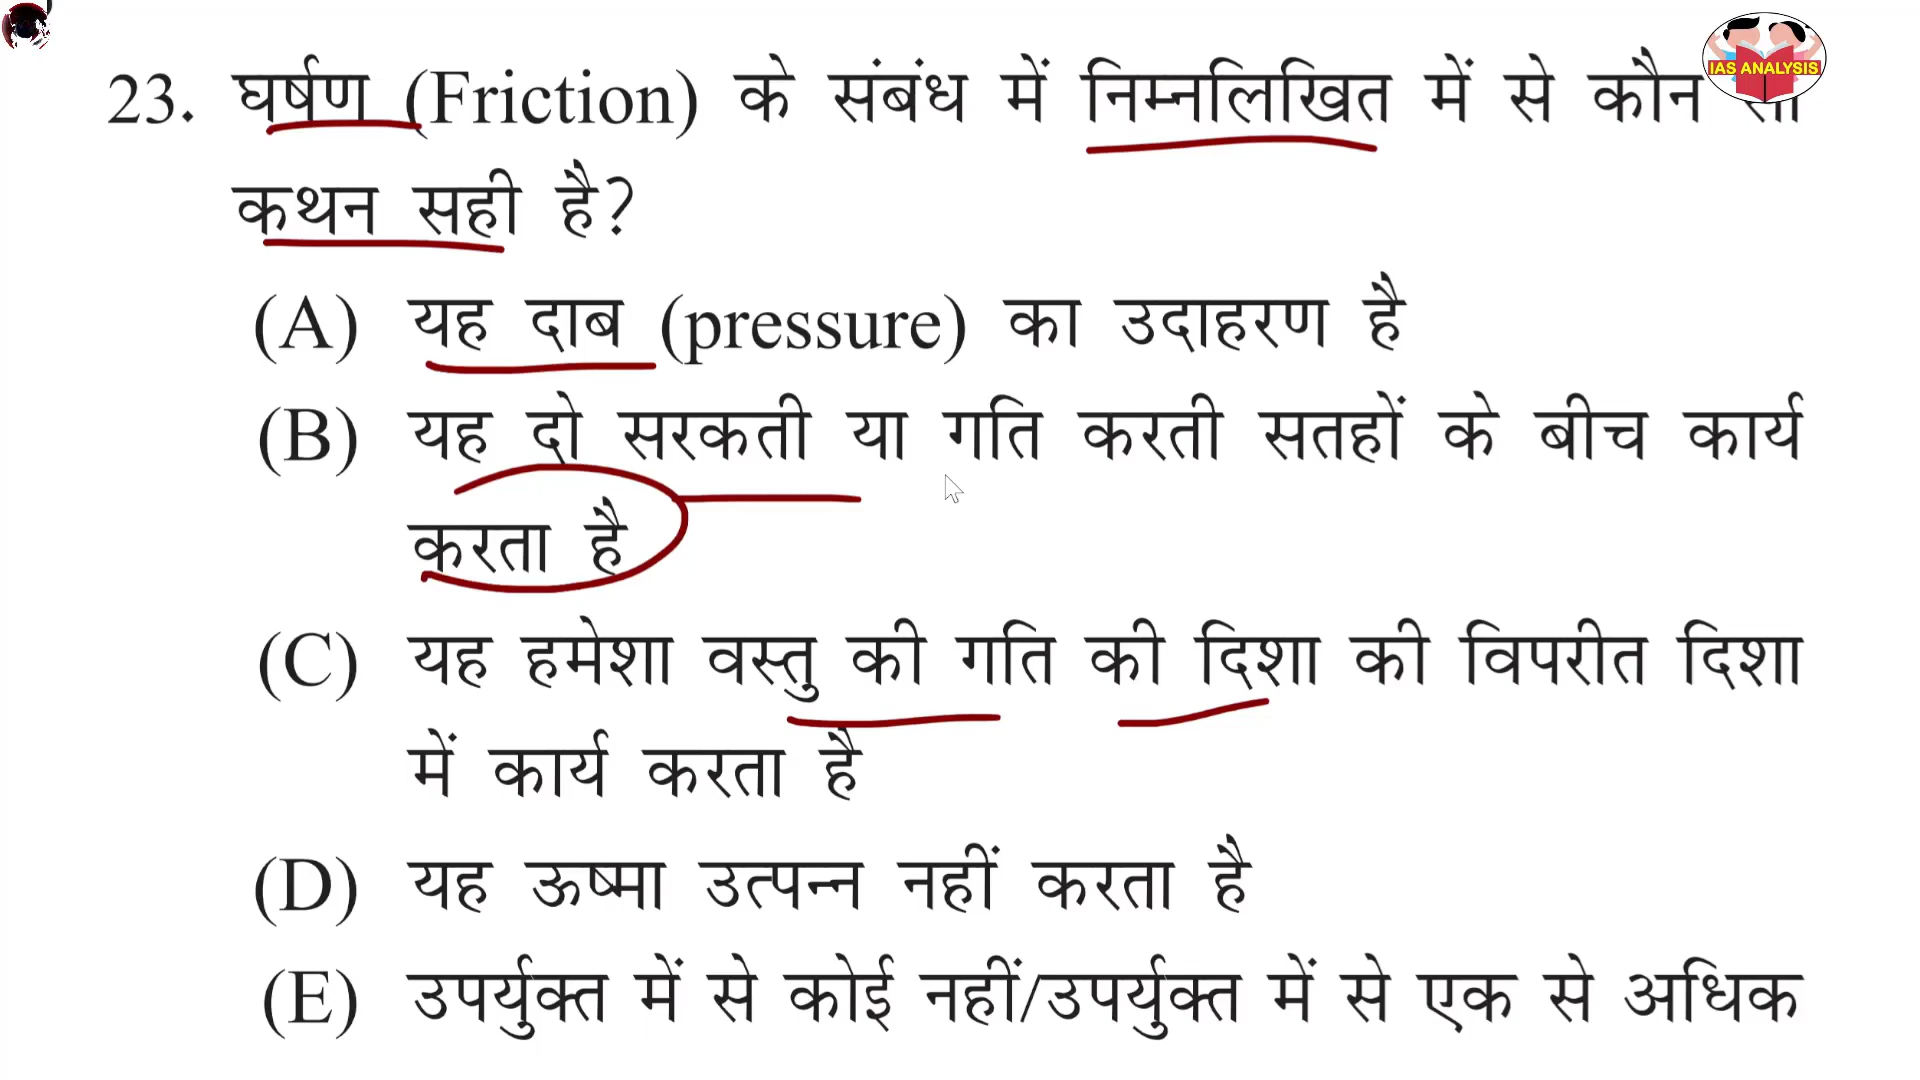 IAS ANALYSIS
23. घर्षण (Friction) के संबंध में निम्नलिखित में से कौन सा
कथन सही है?
(A) यह दाब (pressure) का उदाहरण है
(B) यह दो सरकती या गति करती सतहों के बीच कार्य
करता है
(C) यह हमेशा वस्तु की गति की दिशा की विपरीत दिशा
में कार्य करता है
(D) यह ऊष्मा उत्पन्न नहीं करता है
(E) उपर्युक्त में से कोई नहीं/उपर्युक्त में से एक से अधिक